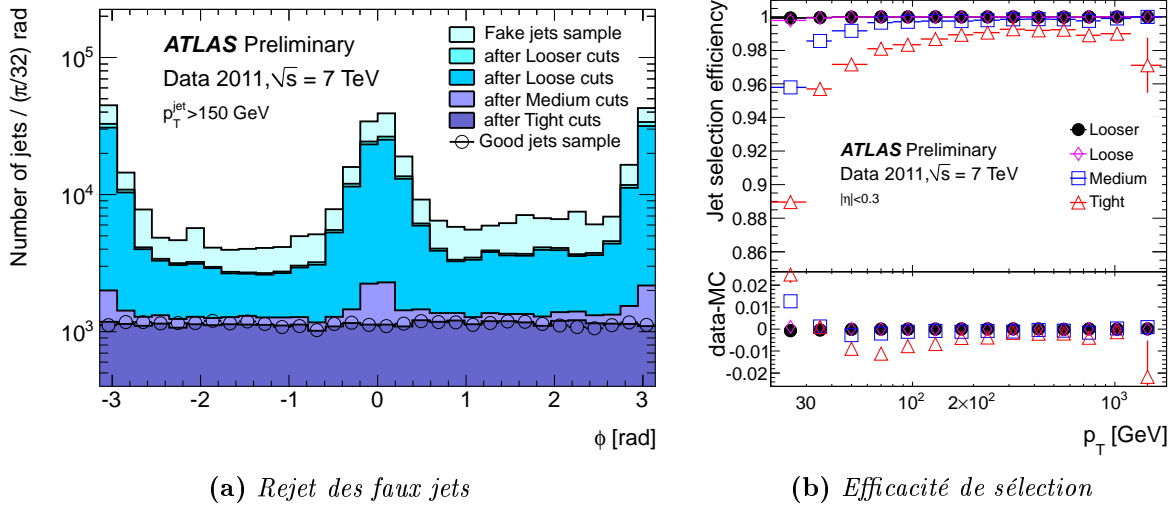 Number of jets / (π/32) rad
10^5
10^4
10^3
ATLAS Preliminary
Data 2011,√s = 7 TeV
p_T^jet>150 GeV
Fake jets sample
after Looser cuts
after Loose cuts
after Medium cuts
after Tight cuts
Good jets sample
-3 -2 -1 0 1 2 3
ϕ [rad]
(a) Rejet des faux jets
Jet selection efficiency
1
0.98
0.96
0.94
0.92
0.9
0.88
0.86
ATLAS Preliminary
Data 2011,√s = 7 TeV
|η|<0.3
Looser
Loose
Medium
Tight
data-MC
0.02
0.01
0
-0.01
-0.02
30 10^2 2×10^2 10^3
p_T [GeV]
(b) Efficacité de sélection